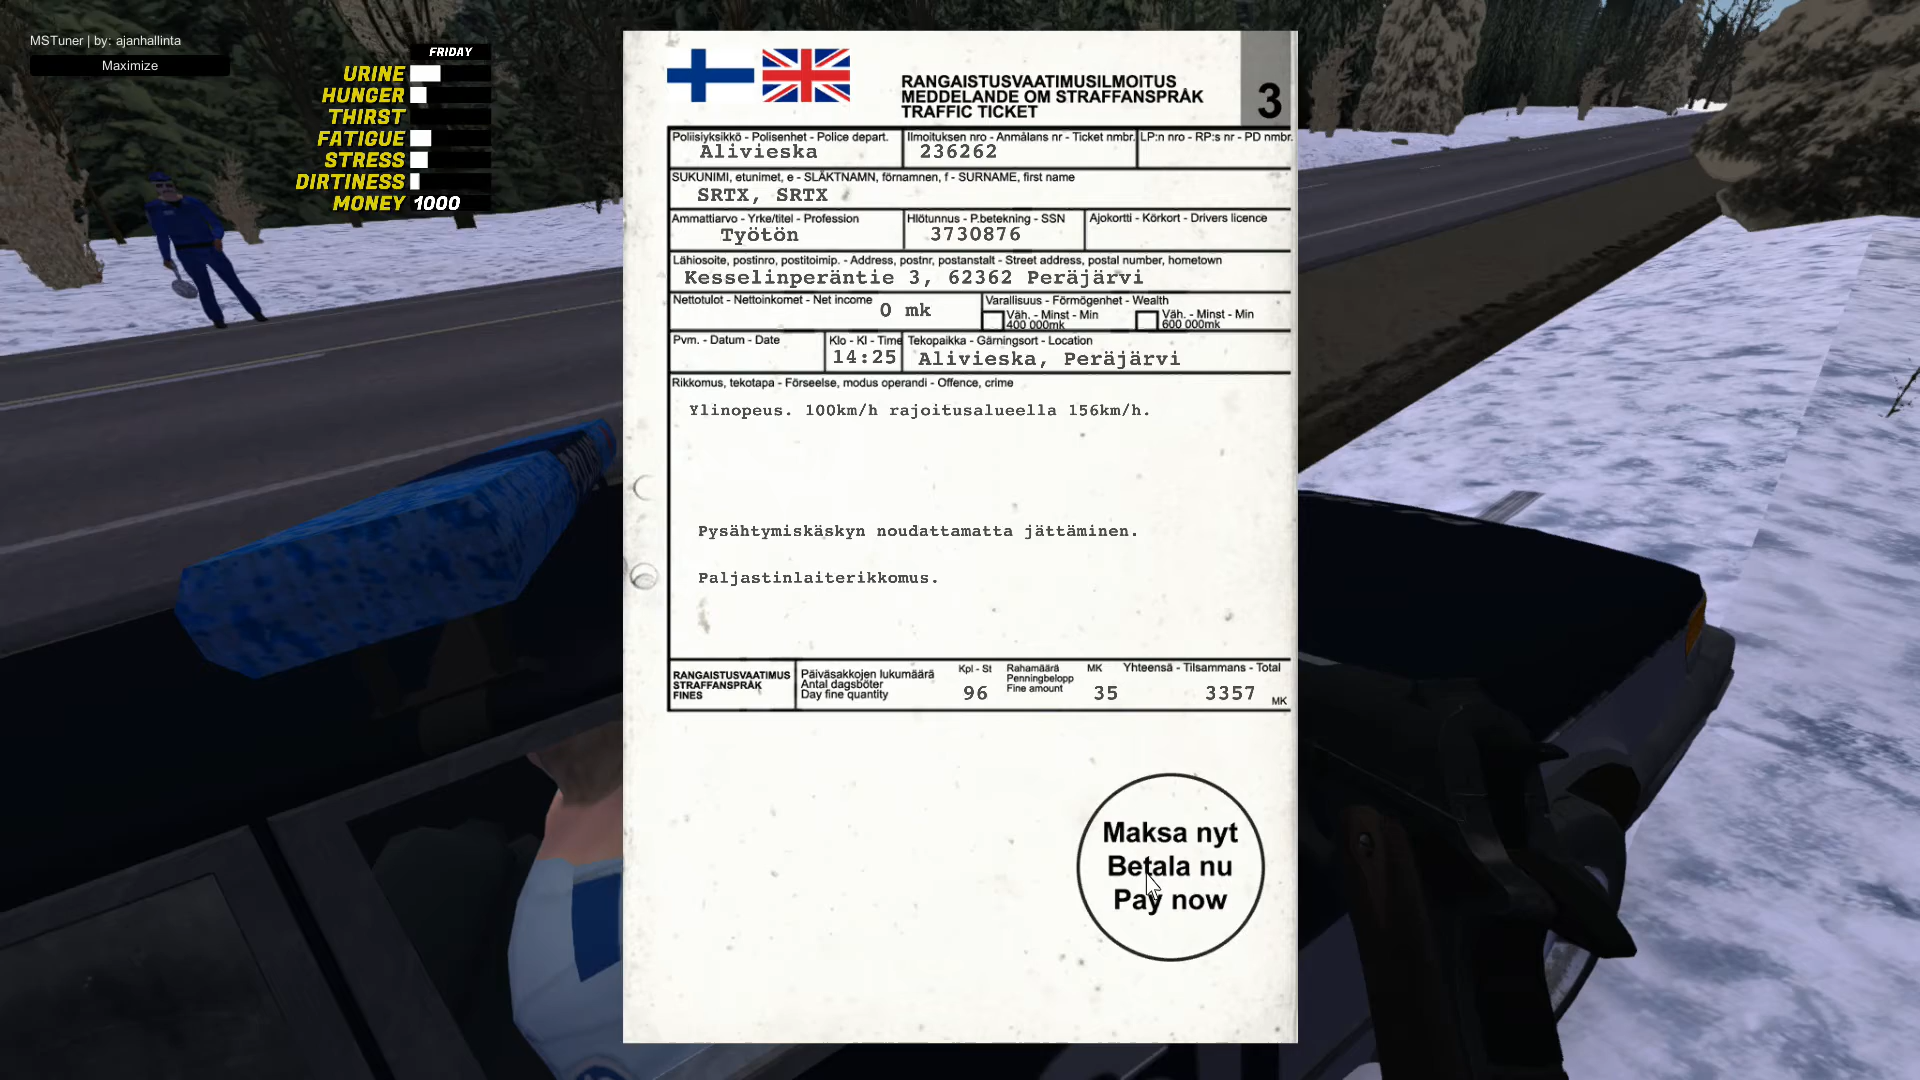 MSTuner | by: ajanhallinta
Maximize
FRIDAY
URINE
HUNGER
THIRST
FATIGUE
STRESS
DIRTINESS
MONEY 1000
RANGAISTUSVAATIMUSILMOITUS
MEDDELANDE OM STRAFFANSPRÅK
TRAFFIC TICKET
3
Poliisiyksikkö - Polisenhet - Police depart.
Alivieska
Ilmoituksen nro - Anmälans nr - Ticket nmbr.
236262
LP:n nro - RP:s nr - PD nmbr.
SUKUNIMI, etunimet, e - SLÄKTNAMN, förnamnen, f - SURNAME, first name
SRTX, SRTX
Ammattiarvo - Yrke/titel - Profession
Työtön
Hlötunnus - P.betekning - SSN
3730876
Ajokortti - Körkort - Drivers licence
Lähiosoite, postinro, postitoimip. - Address, postnr, postanstalt - Street address, postal number, hometown
Kesselinperäntie 3, 62362 Peräjärvi
Nettotulot - Nettoinkomet - Net income
0 mk
Varallisuus - Förmögenhet - Wealth
Väh. - Minst - Min
400 000mk
Väh. - Minst - Min
600 000mk
Pvm. - Datum - Date
Klo - Kl - Time
14:25
Tekopaikka - Gärningsort - Location
Alivieska, Peräjärvi
Rikkomus, tekotapa - Förseelse, modus operandi - Offence, crime
Ylinopeus. 100km/h rajoitusalueella 156km/h.
Pysähtymiskäskyn noudattamatta jättäminen.
Paljastinlaiterikkomus.
RANGAISTUSVAATIMUS
STRAFFANSPRÅK
FINES
Päiväsakkojen lukumäärä
Antal dagsböter
Day fine quantity
Kpl - St
96
Rahamäärä
Penningbelopp
Fine amount
MK
35
Yhteensä - Tilsammans - Total
3357
MK
Maksa nyt
Betala nu
Pay now